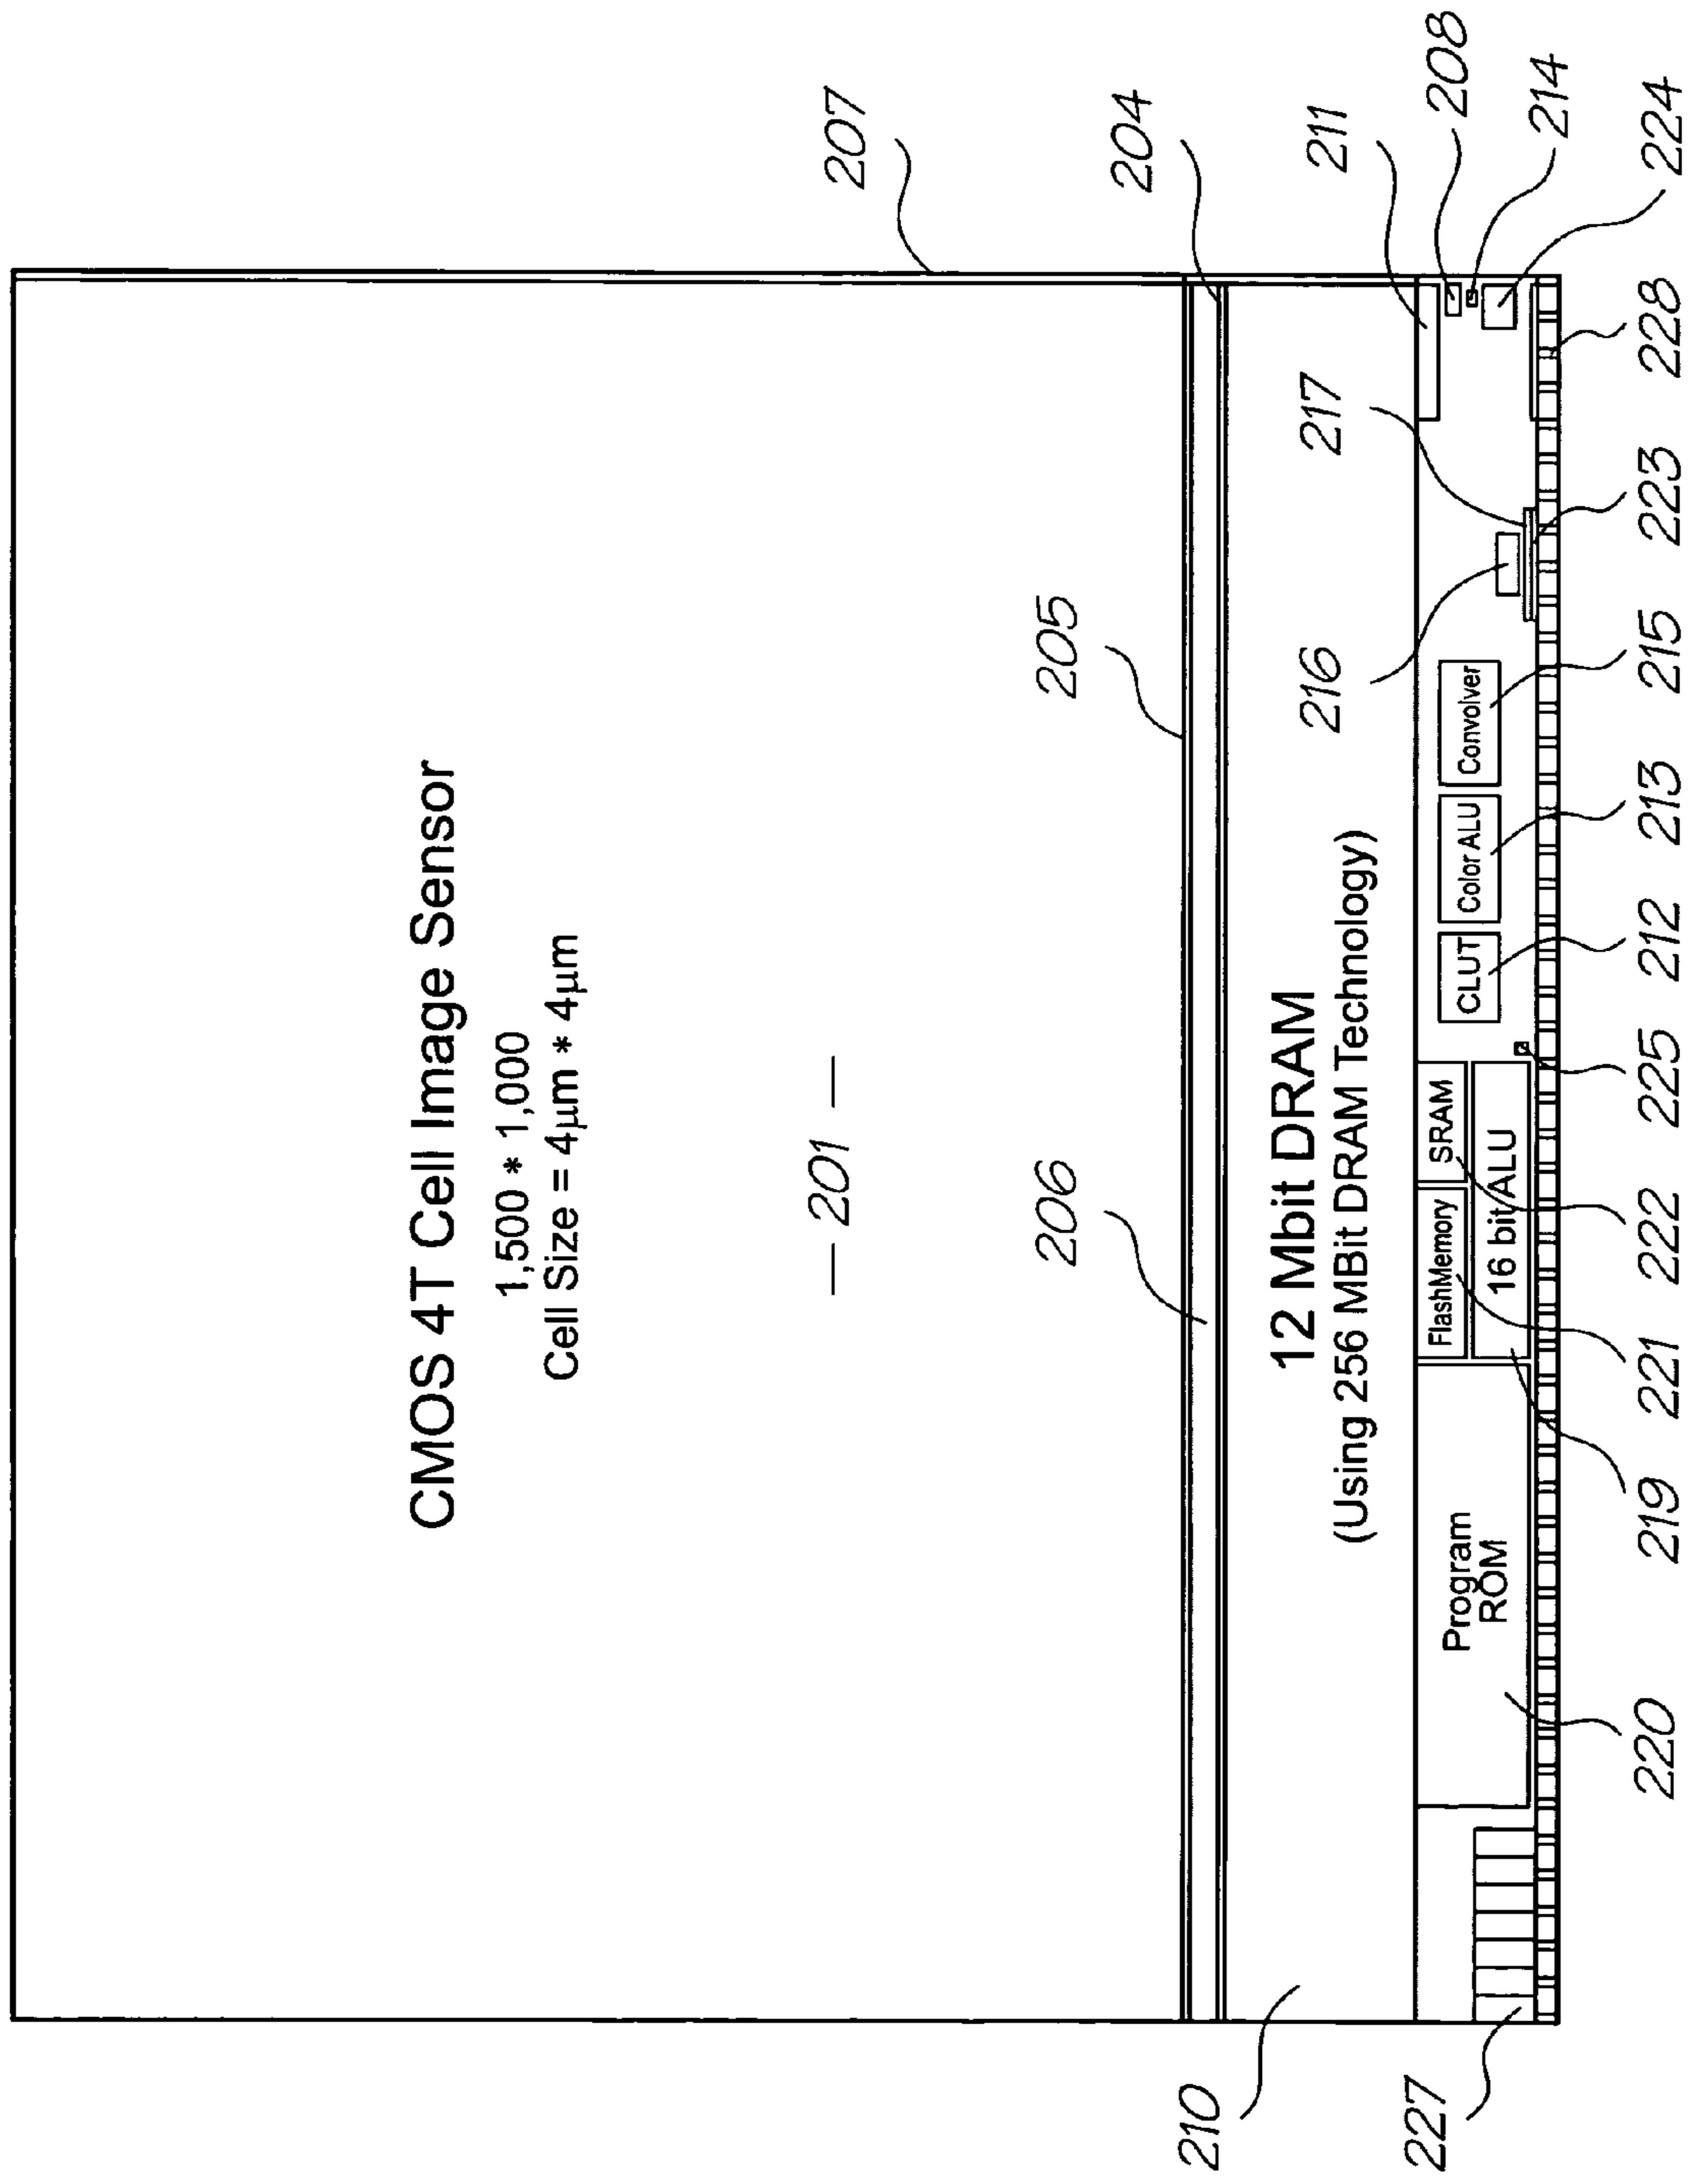 CMOS 4T Cell Image Sensor
1,500 * 1,000
Cell Size = 4µm * 4µm
— 201 —
207
206
205
204
12 Mbit DRAM
(Using 256 MBit DRAM Technology)
210
216
217
211
208
214
224
227
Program
ROM
FlashMemory
SRAM
16 bit ALU
CLUT
Color ALU
Convolver
220
219
221
222
225
212
213
215
223
228